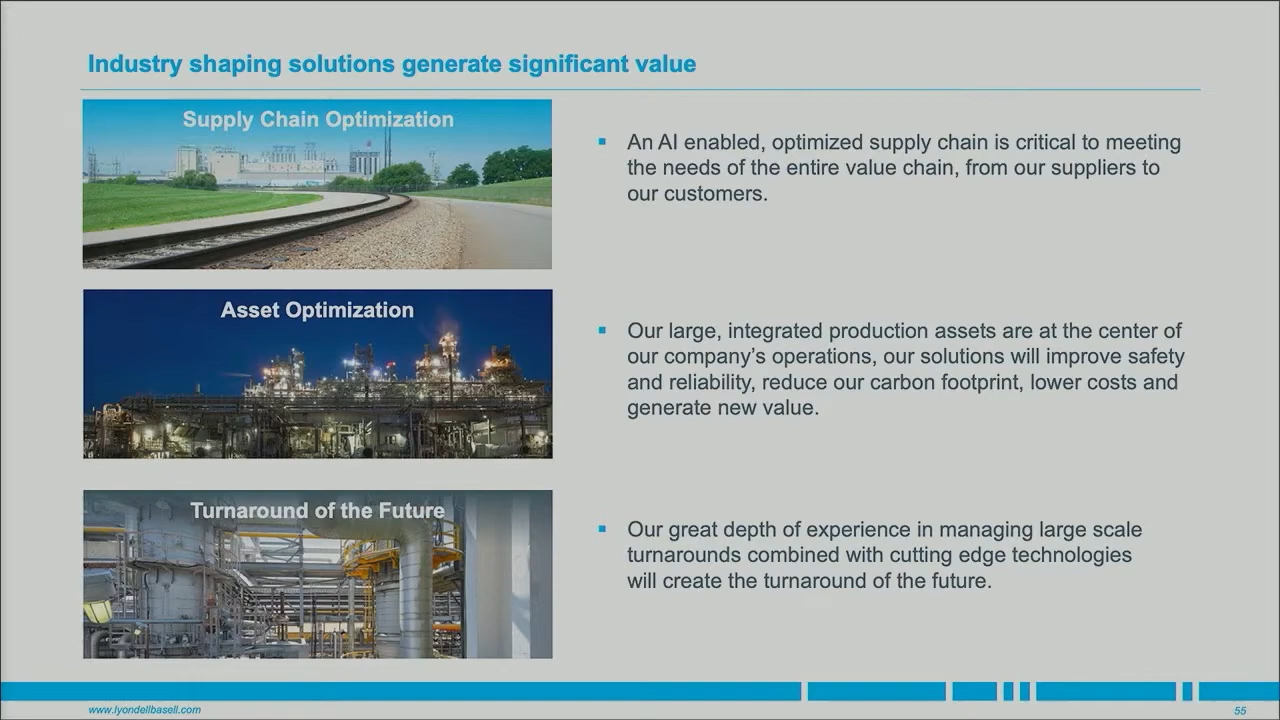 Industry shaping solutions generate significant value
Supply Chain Optimization
▪ An AI enabled, optimized supply chain is critical to meeting
the needs of the entire value chain, from our suppliers to
our customers.
Asset Optimization
▪ Our large, integrated production assets are at the center of
our company’s operations, our solutions will improve safety
and reliability, reduce our carbon footprint, lower costs and
generate new value.
Turnaround of the Future
▪ Our great depth of experience in managing large scale
turnarounds combined with cutting edge technologies
will create the turnaround of the future.
www.lyondellbasell.com
55